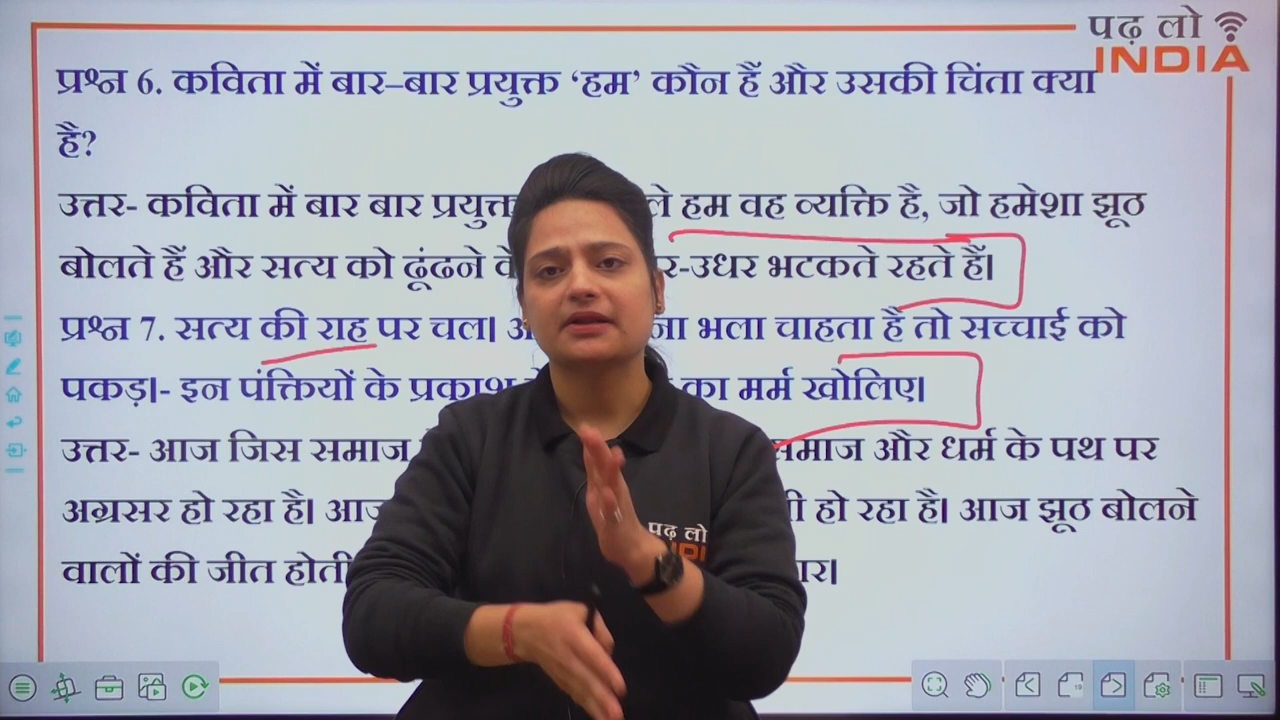 पढ़ लो
INDIA
प्रश्न 6. कविता में बार–बार प्रयुक्त ‘हम’ कौन हैं और उसकी चिंता क्या
है?
उत्तर- कविता में बार बार प्रयुक्त हम वह व्यक्ति है, जो हमेशा झूठ
बोलते हैं और सत्य को ढूंढने उधर भटकते रहते हैं।
प्रश्न 7. सत्य की राह पर चल। भला चाहता है तो सच्चाई को
पकड़।- इन पंक्तियों के का मर्म खोलिए।
उत्तर- आज जिस समाज समाज और धर्म के पथ पर
अग्रसर हो रहा है। हो रहा है। आज झूठ बोलने
वालों की जीत
पढ़ लो